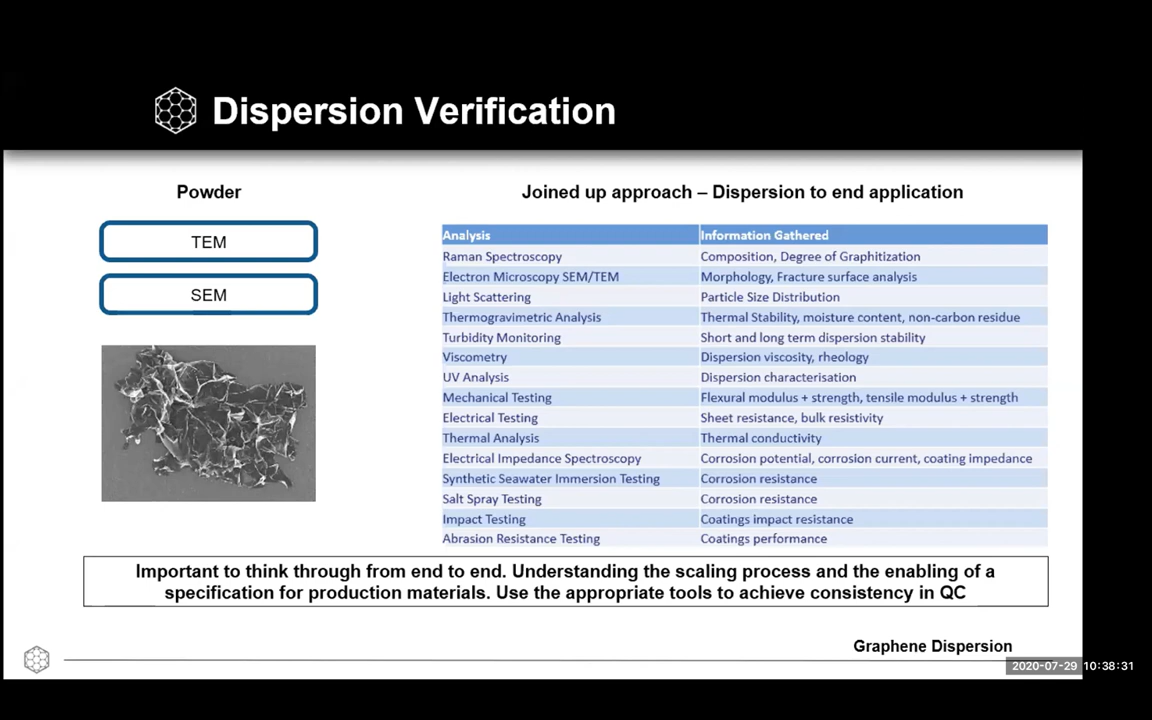 Dispersion Verification
Powder
TEM
SEM
Joined up approach – Dispersion to end application
Analysis Information Gathered
Raman Spectroscopy Composition, Degree of Graphitization
Electron Microscopy SEM/TEM Morphology, Fracture surface analysis
Light Scattering Particle Size Distribution
Thermogravimetric Analysis Thermal Stability, moisture content, non-carbon residue
Turbidity Monitoring Short and long term dispersion stability
Viscometry Dispersion viscosity, rheology
UV Analysis Dispersion characterisation
Mechanical Testing Flexural modulus + strength, tensile modulus + strength
Electrical Testing Sheet resistance, bulk resistivity
Thermal Analysis Thermal conductivity
Electrical Impedance Spectroscopy Corrosion potential, corrosion current, coating impedance
Synthetic Seawater Immersion Testing Corrosion resistance
Salt Spray Testing Corrosion resistance
Impact Testing Coatings impact resistance
Abrasion Resistance Testing Coatings performance
Important to think through from end to end. Understanding the scaling process and the enabling of a
specification for production materials. Use the appropriate tools to achieve consistency in QC
Graphene Dispersion
2020-07-29 10:38:31